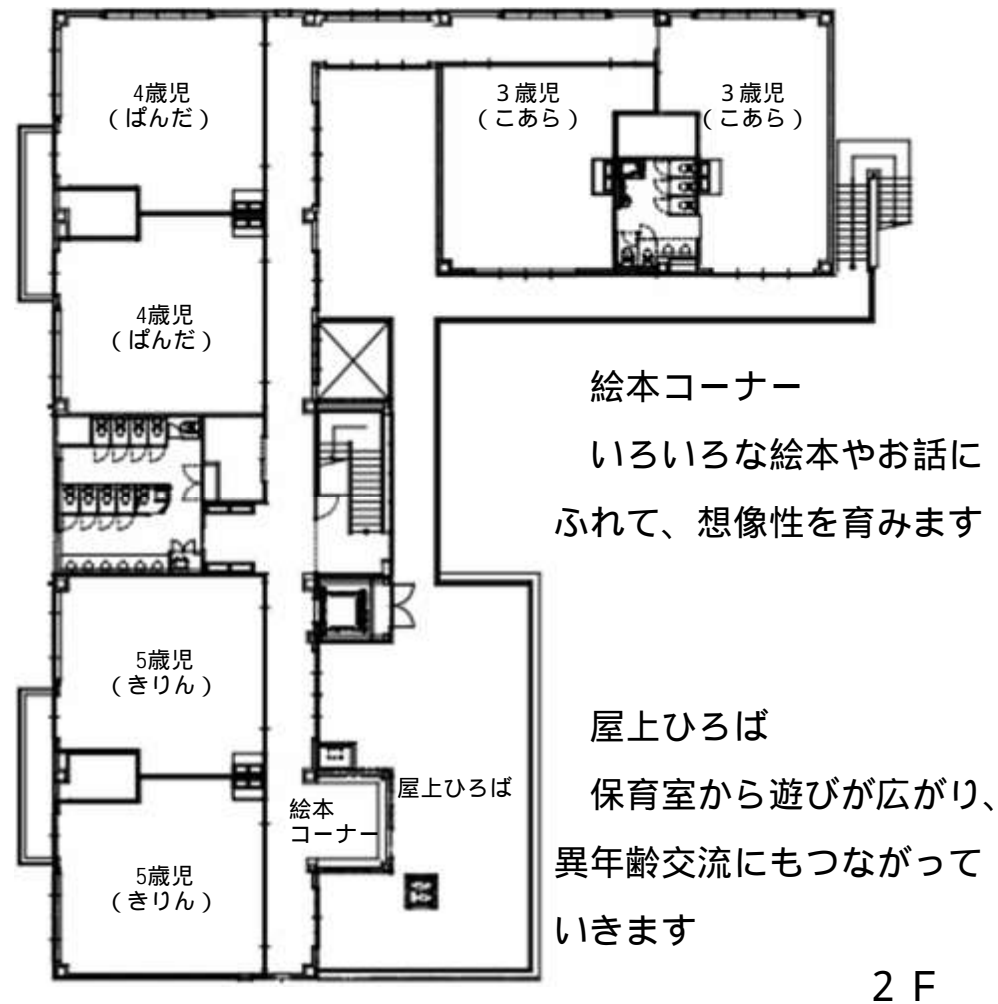 4歳児
（ぱんだ）
3歳児
（こあら）
3歳児
（こあら）
4歳児
（ぱんだ）
絵本コーナー
いろいろな絵本やお話に
ふれて、想像性を育みます
5歳児
（きりん）
屋上ひろば
保育室から遊びが広がり、
異年齢交流にもつながって
いきます
絵本
コーナー
屋上ひろば
5歳児
（きりん）
２Ｆ